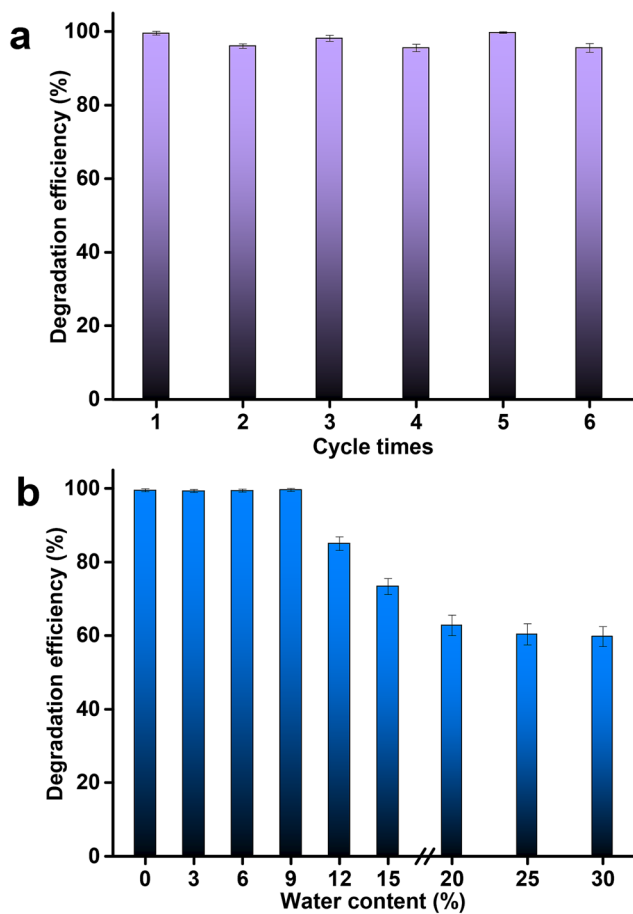 a
Degradation efficiency (%)
100
80
60
40
20
0
1 2 3 4 5 6
Cycle times
b
Degradation efficiency (%)
100
80
60
40
20
0
0 3 6 9 12 15 20 25 30
Water content (%)